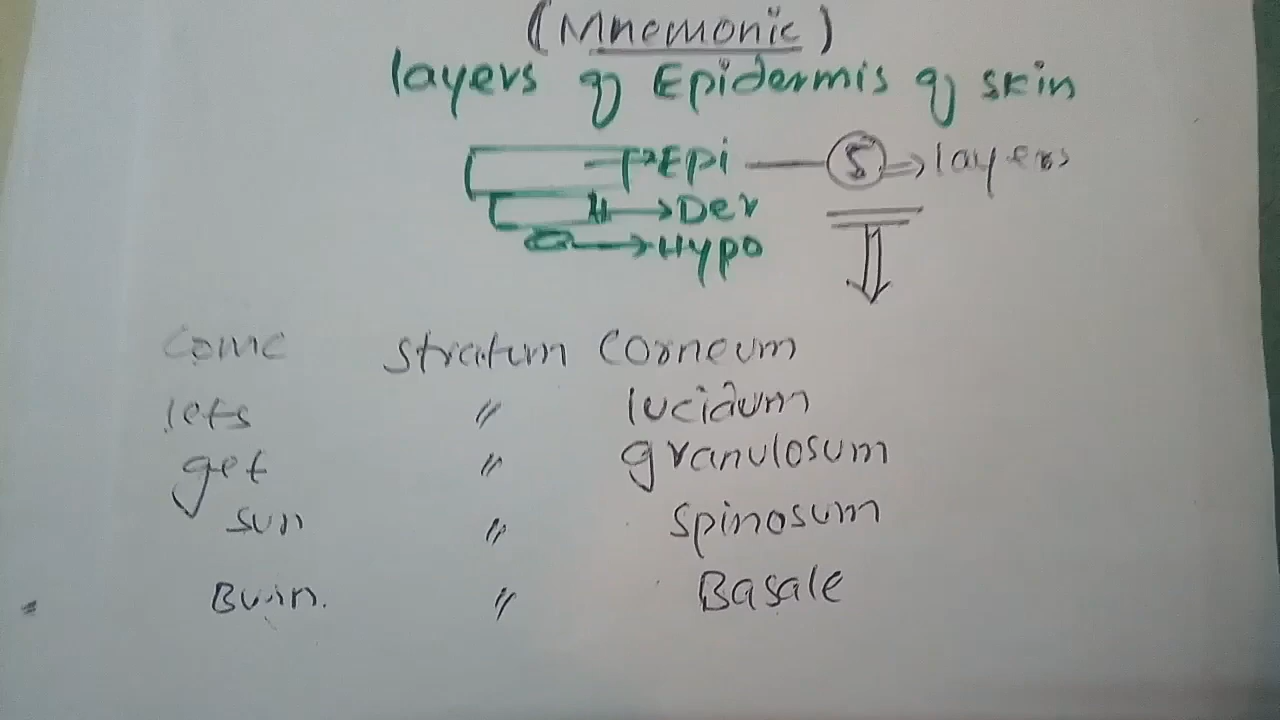 (Mnemonic)
layers of Epidermis of skin
Epi — 5 ⇒ layers
→ Der
→ Hypo
Come stratum Corneum
lets " lucidum
get " granulosum
sun " spinosum
Burn. " Basale